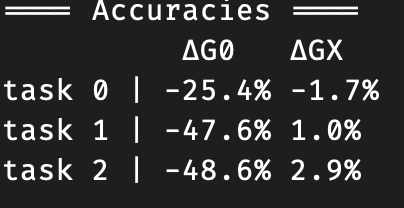 ════ Accuracies ════
ΔG0 ΔGX
task 0 | -25.4% -1.7%
task 1 | -47.6% 1.0%
task 2 | -48.6% 2.9%